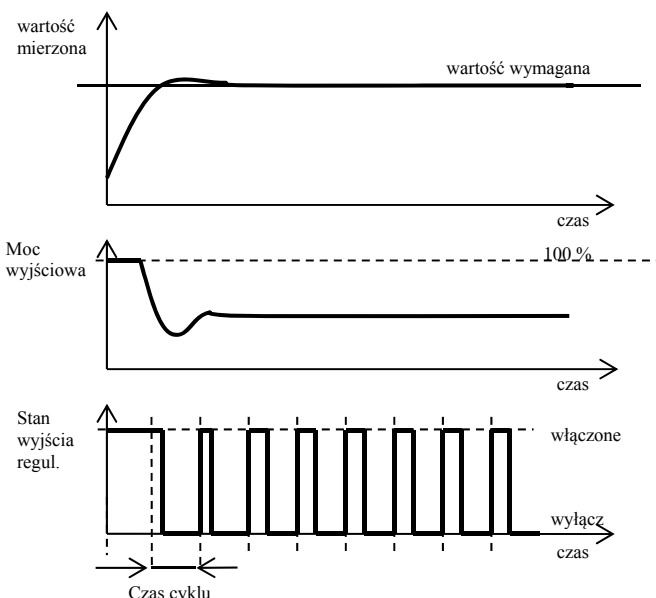 wartość
mierzona
wartość wymagana
czas
Moc
wyjściowa
100 %
czas
Stan
wyjścia
regul.
włączone
wyłącz
czas
Czas cyklu